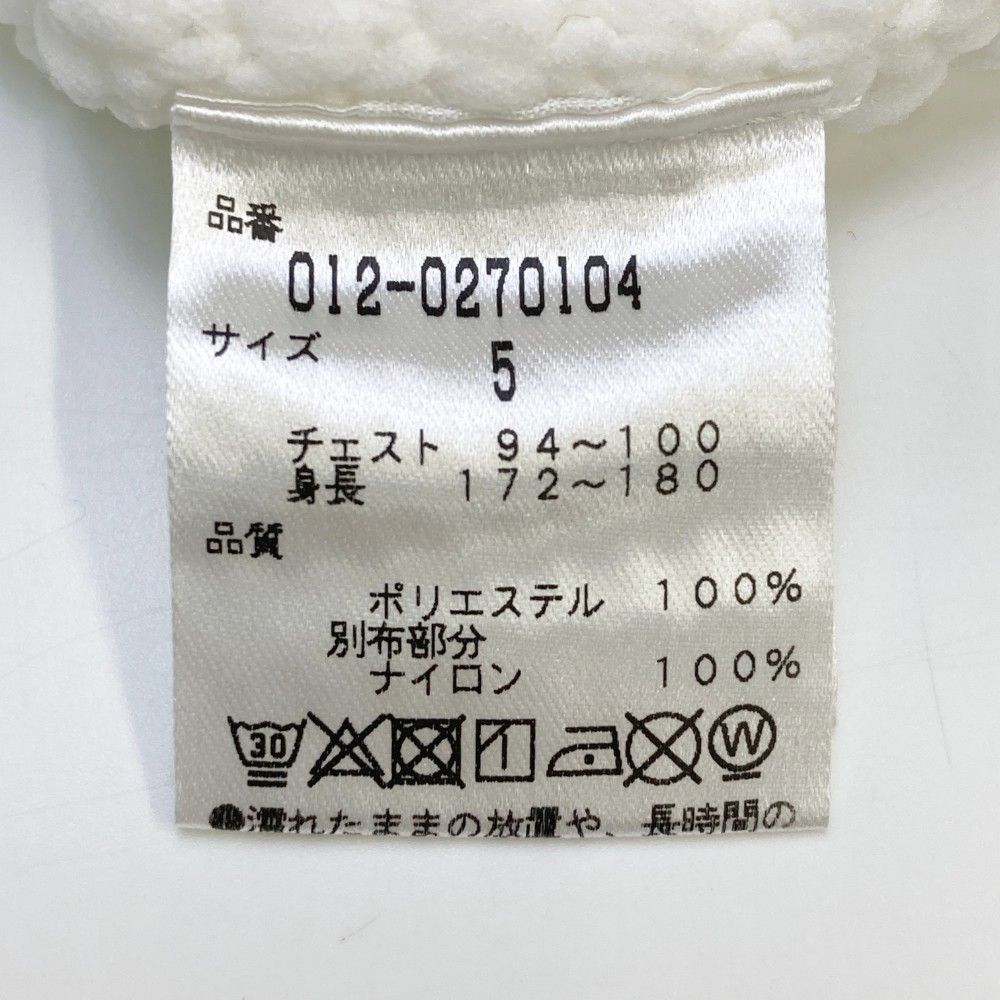 品番
012-0270104
サイズ
5
チェスト 94～100
身長 172～180
品質
ポリエステル 100%
別布部分
ナイロン 100%
30 1 W
●濡れたままの放置や、長時間の